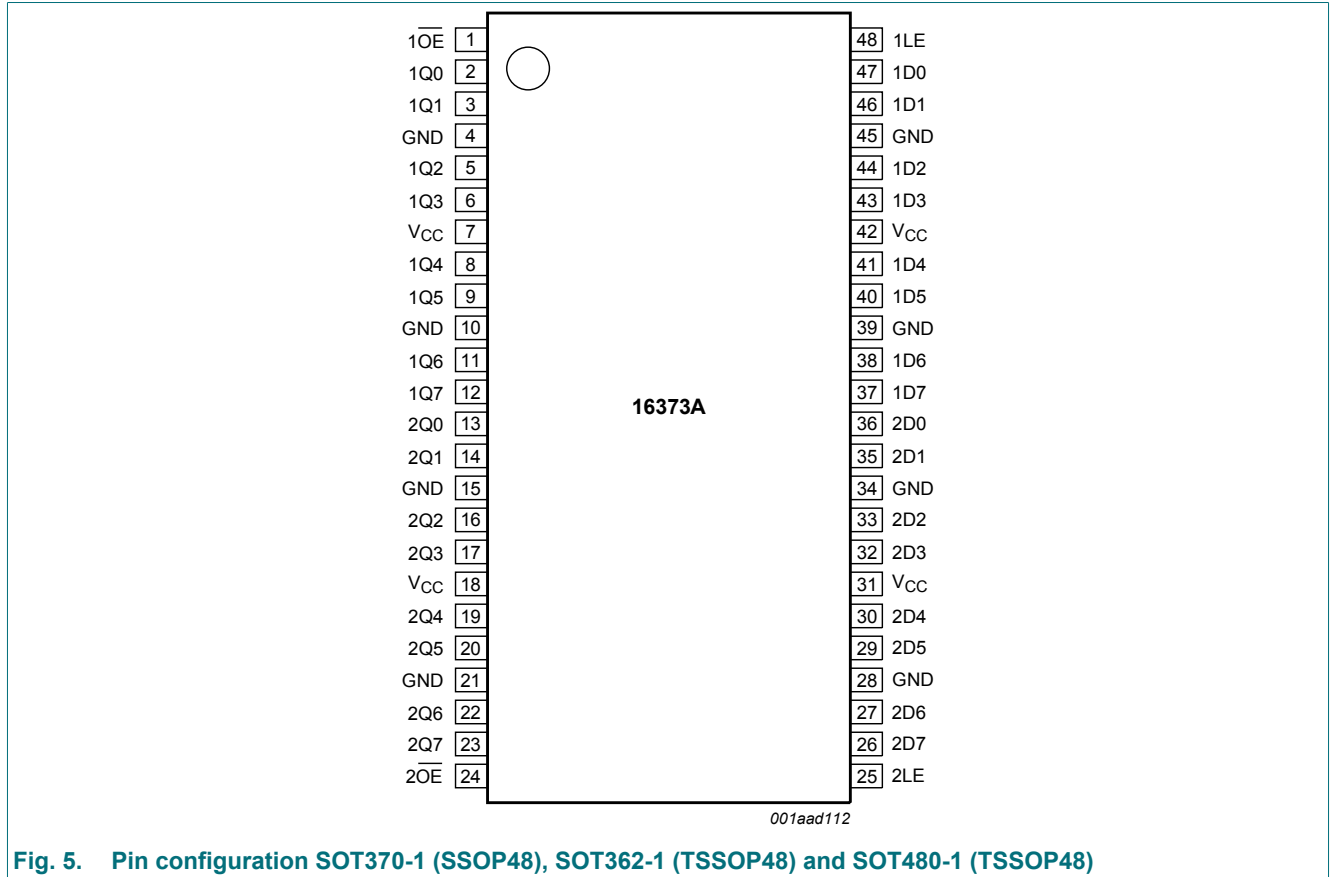 1O̅E̅ 1 48 1LE
1Q0 2 47 1D0
1Q1 3 46 1D1
GND 4 45 GND
1Q2 5 44 1D2
1Q3 6 43 1D3
VCC 7 42 VCC
1Q4 8 41 1D4
1Q5 9 40 1D5
GND 10 39 GND
1Q6 11 38 1D6
1Q7 12 37 1D7
16373A
2Q0 13 36 2D0
2Q1 14 35 2D1
GND 15 34 GND
2Q2 16 33 2D2
2Q3 17 32 2D3
VCC 18 31 VCC
2Q4 19 30 2D4
2Q5 20 29 2D5
GND 21 28 GND
2Q6 22 27 2D6
2Q7 23 26 2D7
2O̅E̅ 24 25 2LE
001aad112
Fig. 5. Pin configuration SOT370-1 (SSOP48), SOT362-1 (TSSOP48) and SOT480-1 (TSSOP48)